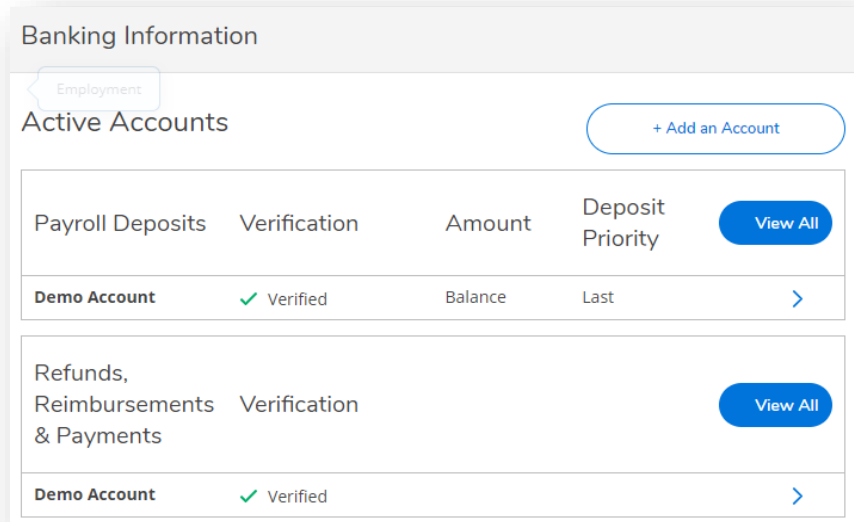 Banking Information
Employment
Active Accounts
+ Add an Account
Payroll Deposits Verification Amount Deposit Priority View All
Demo Account Verified Balance Last
Refunds, Reimbursements & Payments Verification View All
Demo Account Verified